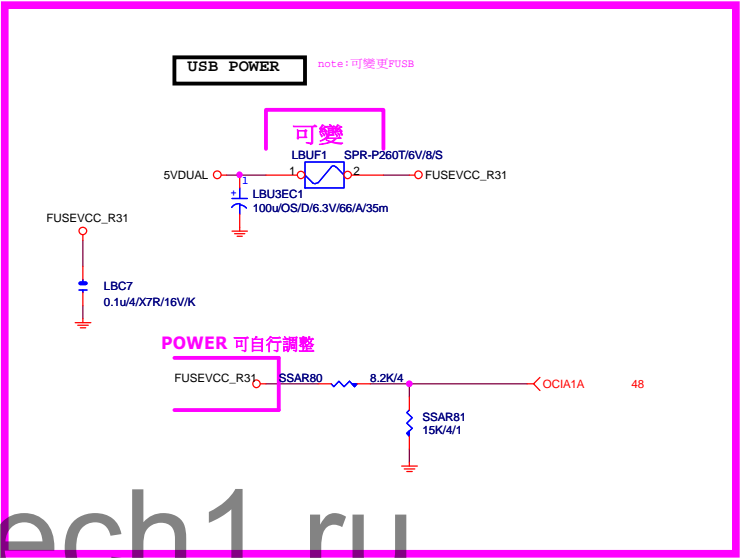 USB POWER
note:可變更FUSB
可變
LBUF1 SPR-P260T/6V/8/S
5VDUAL 1 2 FUSEVCC_R31
1
+
LBU3EC1
100u/OS/D/6.3V/66/A/35m
FUSEVCC_R31
LBC7
0.1u/4/X7R/16V/K
POWER 可自行調整
FUSEVCC_R31 SSAR80 8.2K/4 OCIA1A 48
SSAR81
15K/4/1
ech1.ru